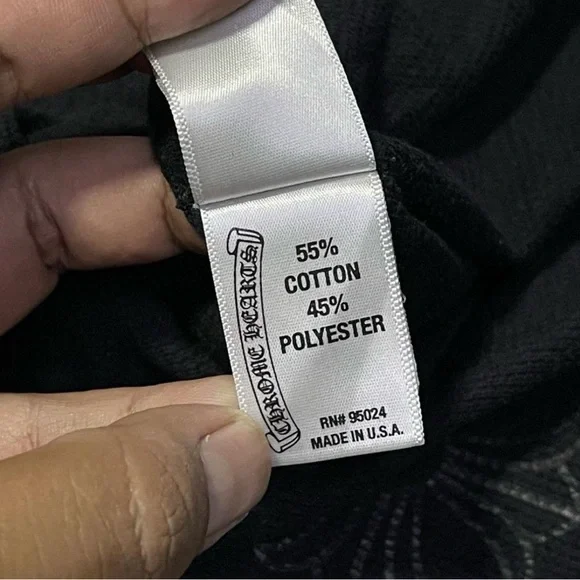 CHROME HEARTS
55%
COTTON
45%
POLYESTER
RN# 95024
MADE IN U.S.A.